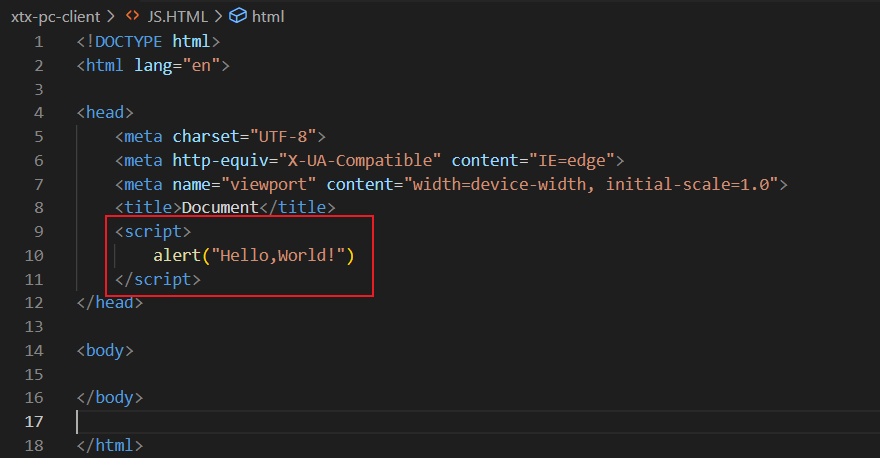 xtx-pc-client > <> JS.HTML > html
1 <!DOCTYPE html>
2 <html lang="en">
3
4 <head>
5     <meta charset="UTF-8">
6     <meta http-equiv="X-UA-Compatible" content="IE=edge">
7     <meta name="viewport" content="width=device-width, initial-scale=1.0">
8     <title>Document</title>
9     <script>
10         alert("Hello,World!")
11     </script>
12 </head>
13
14 <body>
15
16 </body>
17
18 </html>